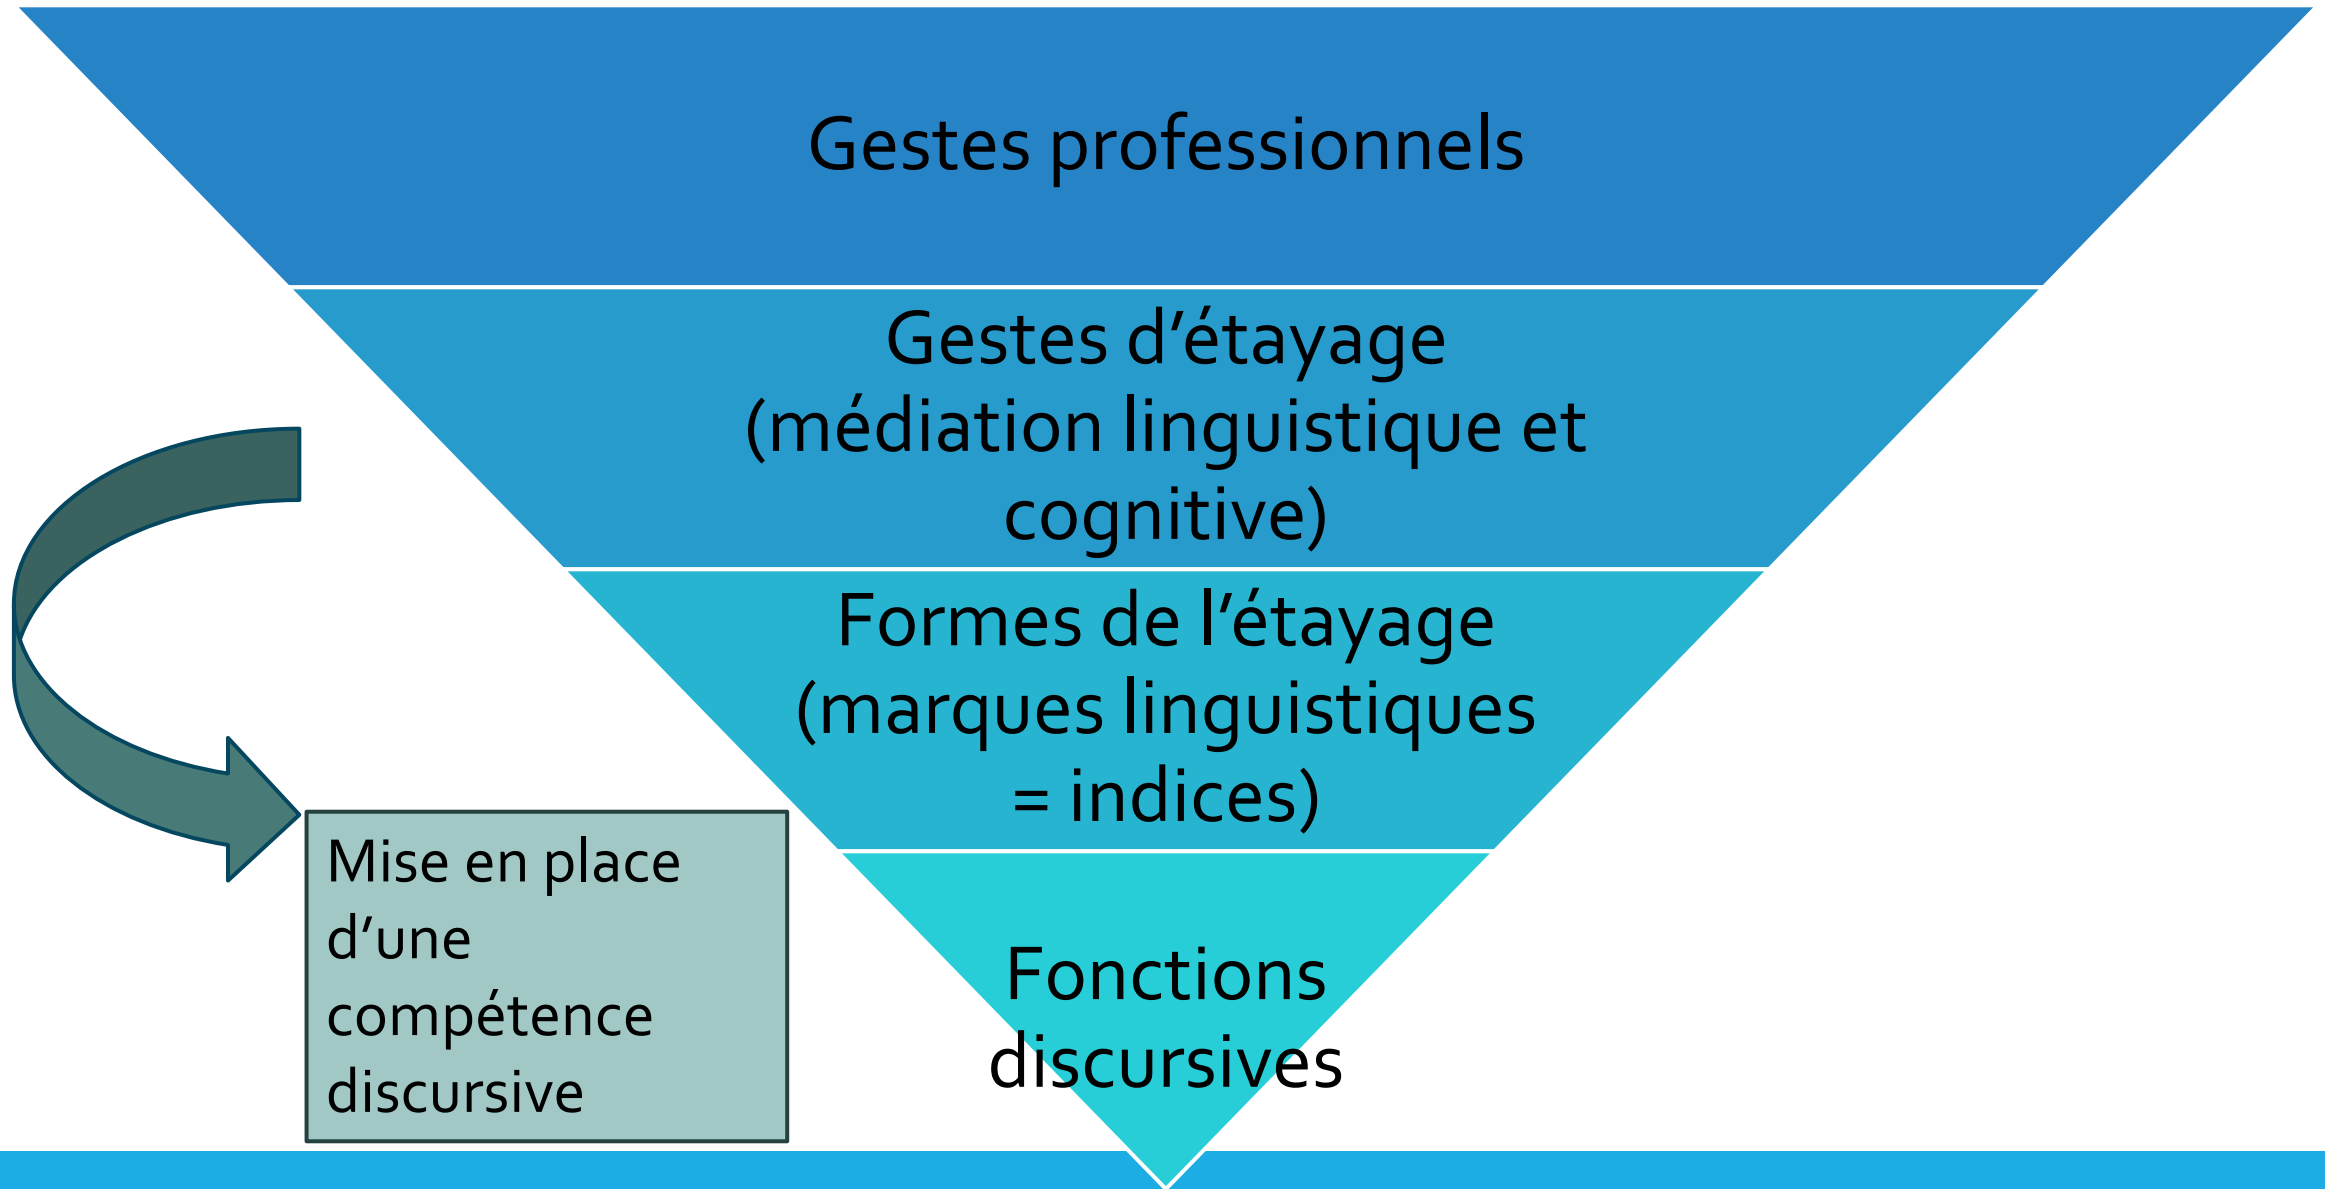 Gestes professionnels
Gestes d’étayage
(médiation linguistique et
cognitive)
Formes de l’étayage
(marques linguistiques
= indices)
Mise en place
d’une
compétence
discursive
Fonctions
discursives